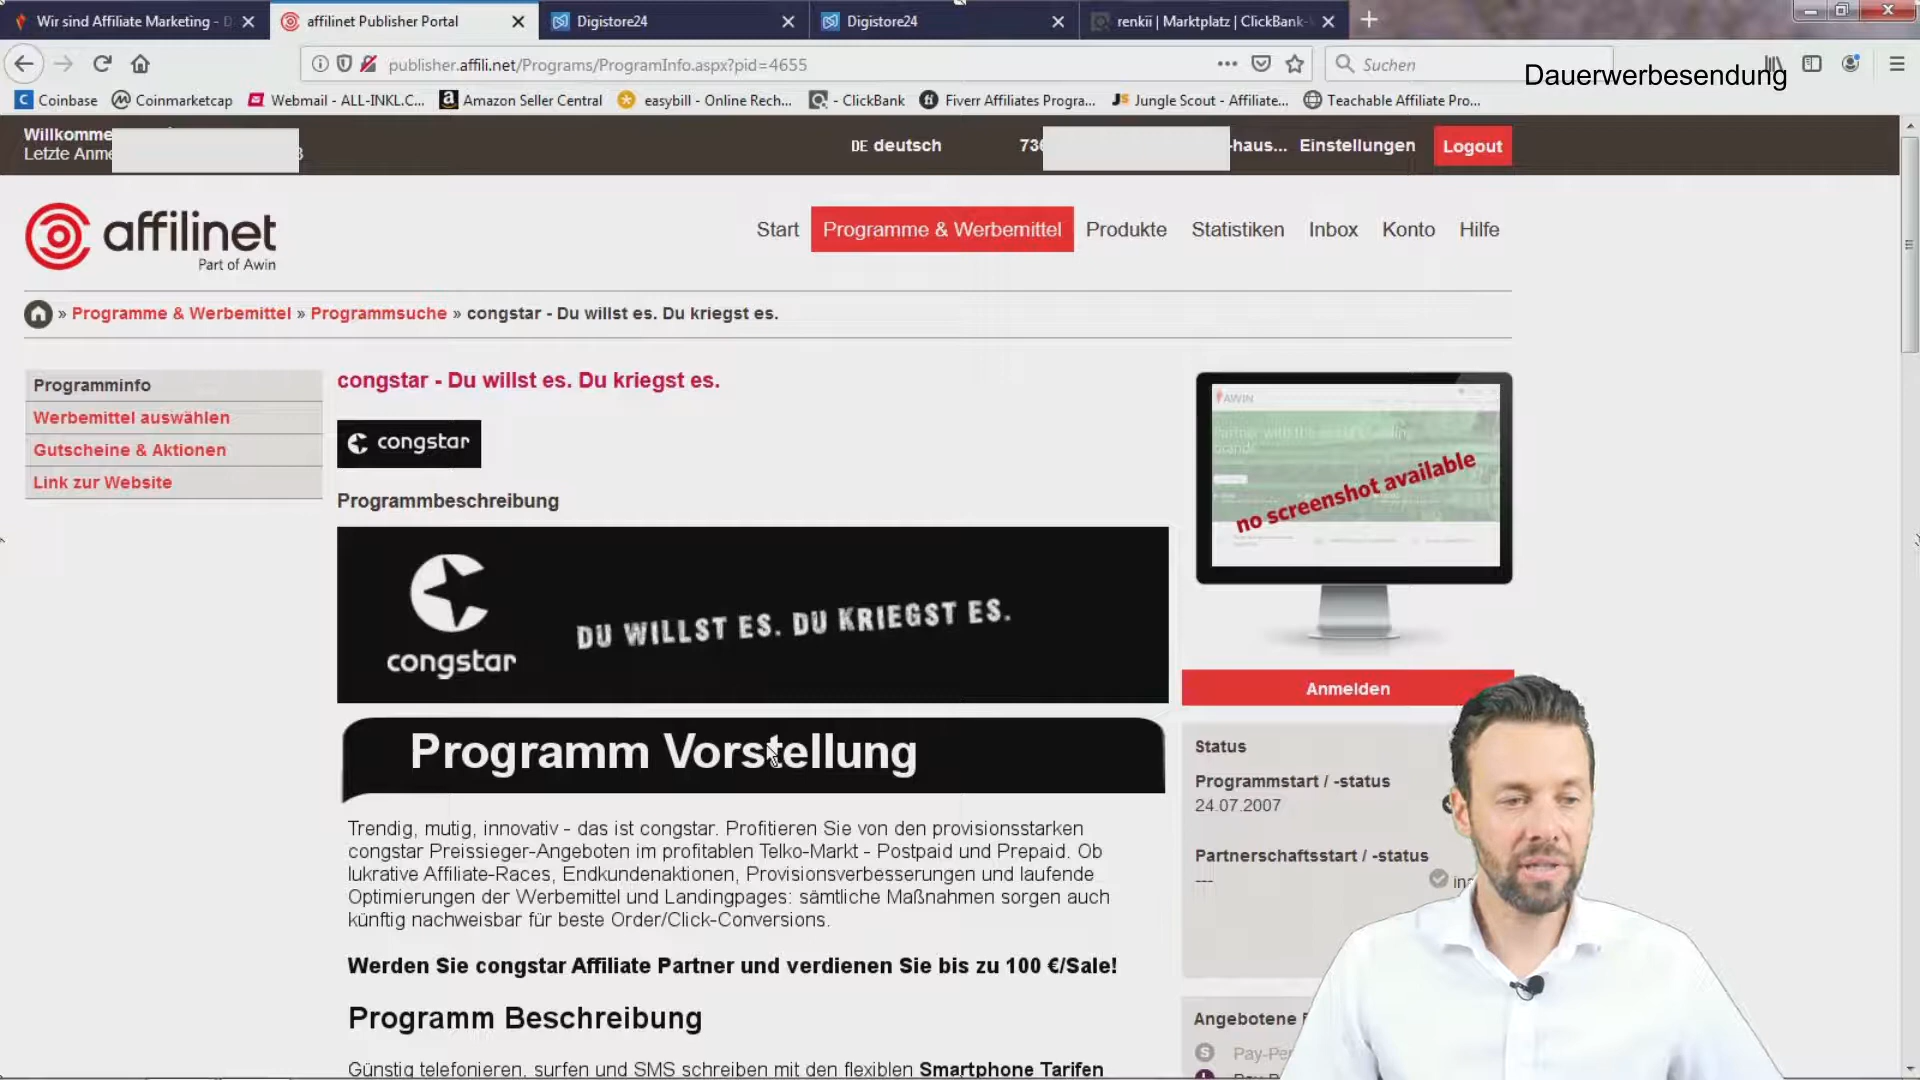 Wir sind Affiliate Marketing - D
affilinet Publisher Portal
Digistore24
Digistore24
renkii | Marktplatz | ClickBank-
publisher.affili.net/Programs/ProgramInfo.aspx?pid=4655
Suchen
Dauerwerbesendung
Coinbase
Coinmarketcap
Webmail - ALL-INKL.C...
Amazon Seller Central
easybill - Online Rech...
- ClickBank
Fiverr Affiliates Progra...
Jungle Scout - Affiliate...
Teachable Affiliate Pro...
Willkomme
Letzte Anme
DE deutsch
736
-haus...
Einstellungen
Logout
affilinet
Part of Awin
Start
Programme & Werbemittel
Produkte
Statistiken
Inbox
Konto
Hilfe
» Programme & Werbemittel » Programmsuche » congstar - Du willst es. Du kriegst es.
Programminfo
Werbemittel auswählen
Gutscheine & Aktionen
Link zur Website
congstar - Du willst es. Du kriegst es.
congstar
Programmbeschreibung
congstar
DU WILLST ES. DU KRIEGST ES.
Programm Vorstellung
Trendig, mutig, innovativ - das ist congstar. Profitieren Sie von den provisionsstarken
congstar Preissieger-Angeboten im profitablen Telko-Markt - Postpaid und Prepaid. Ob
lukrative Affiliate-Races, Endkundenaktionen, Provisionsverbesserungen und laufende
Optimierungen der Werbemittel und Landingpages: sämtliche Maßnahmen sorgen auch
künftig nachweisbar für beste Order/Click-Conversions.
Werden Sie congstar Affiliate Partner und verdienen Sie bis zu 100 €/Sale!
Programm Beschreibung
Günstig telefonieren, surfen und SMS schreiben mit den flexiblen Smartphone Tarifen
AWIN
no screenshot available
Anmelden
Status
Programmstart / -status
24.07.2007
Partnerschaftsstart / -status
---
Angebotene
Pay-Pe